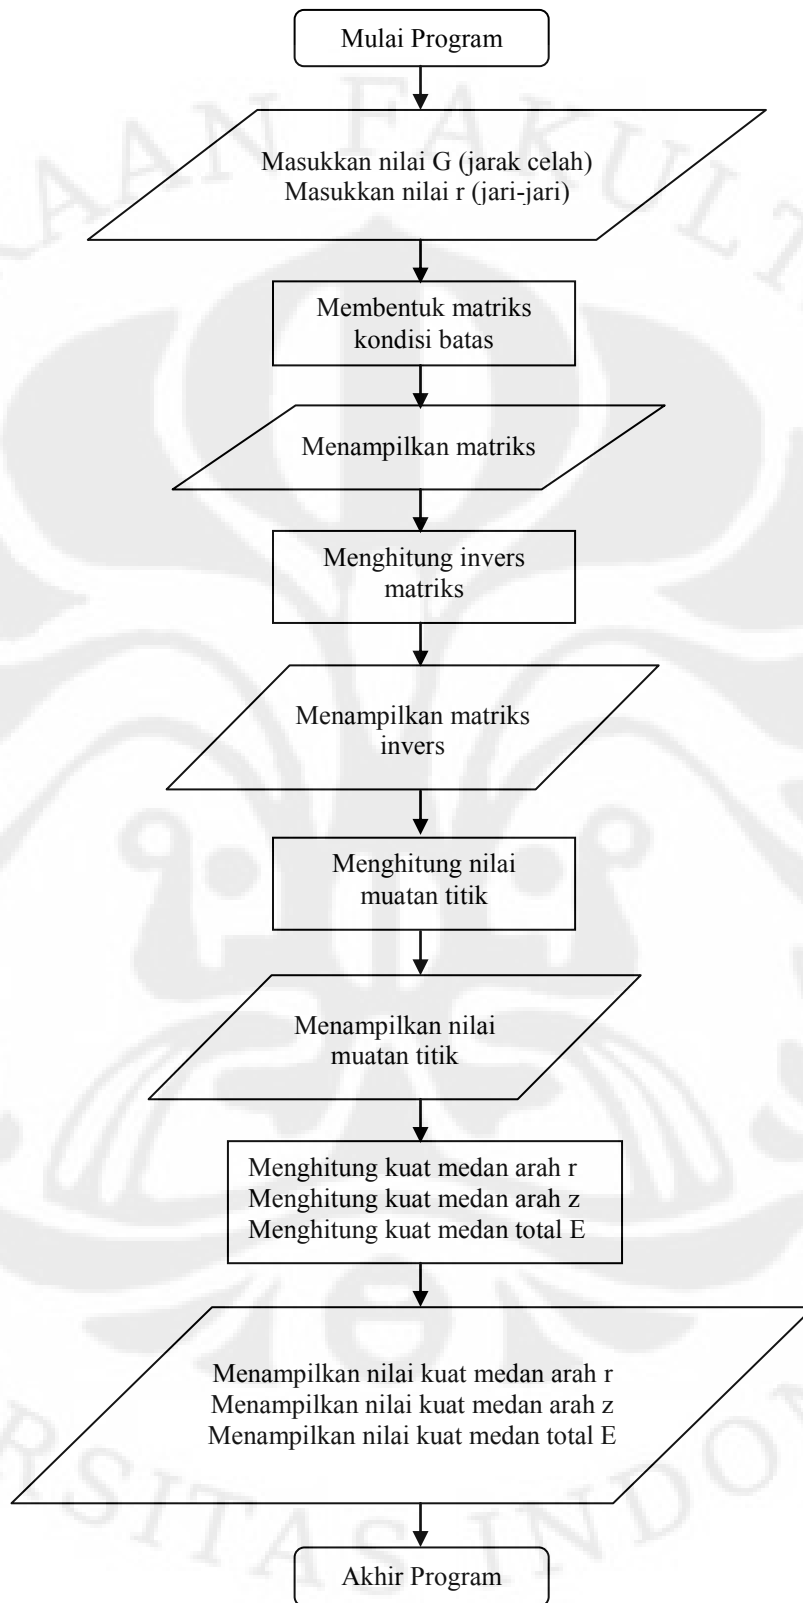 Mulai Program
Masukkan nilai G (jarak celah)
Masukkan nilai r (jari-jari)
Membentuk matriks
kondisi batas
Menampilkan matriks
Menghitung invers
matriks
Menampilkan matriks
invers
Menghitung nilai
muatan titik
Menampilkan nilai
muatan titik
Menghitung kuat medan arah r
Menghitung kuat medan arah z
Menghitung kuat medan total E
Menampilkan nilai kuat medan arah r
Menampilkan nilai kuat medan arah z
Menampilkan nilai kuat medan total E
Akhir Program